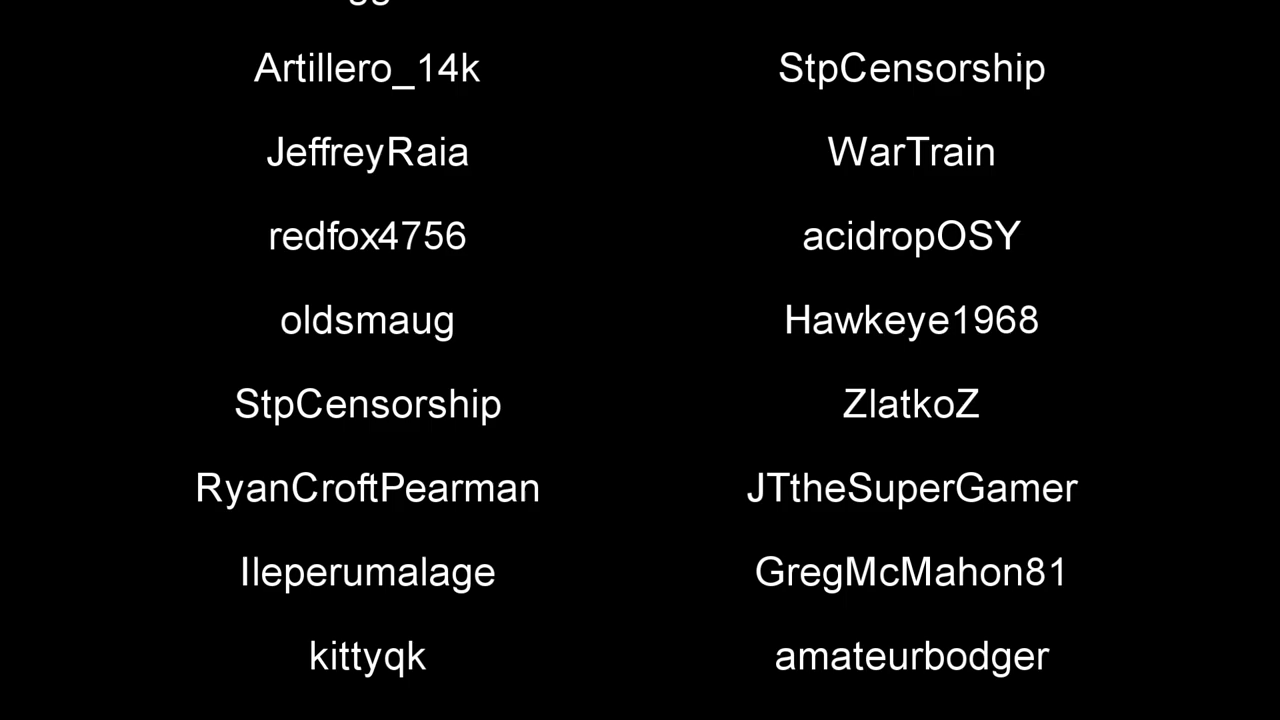 Artillero_14k StpCensorship
JeffreyRaia WarTrain
redfox4756 acidropOSY
oldsmaug Hawkeye1968
StpCensorship ZlatkoZ
RyanCroftPearman JTtheSuperGamer
Ileperumalage GregMcMahon81
kittyqk amateurbodger